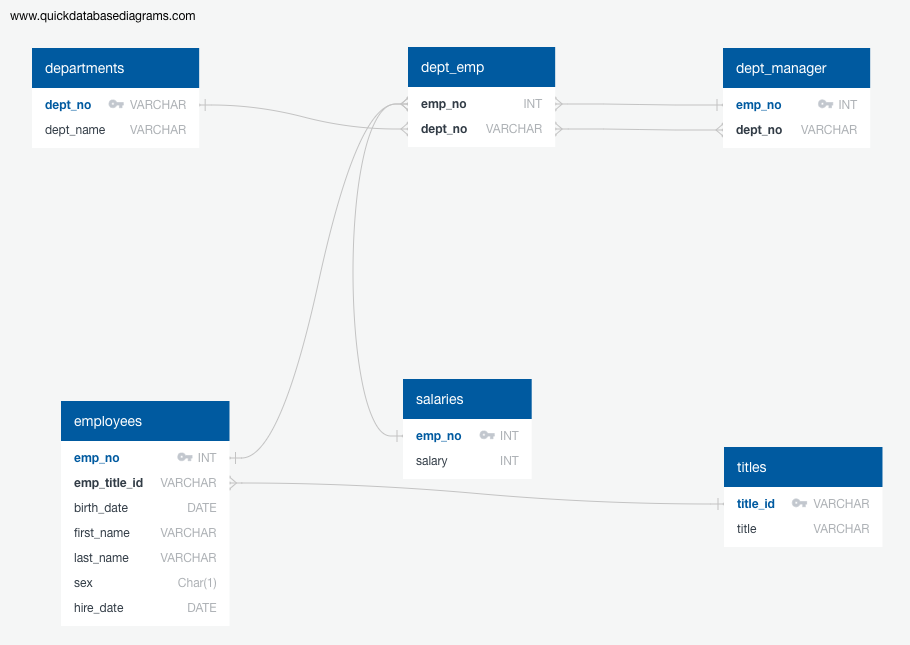 www.quickdatabasediagrams.com
departments
dept_no VARCHAR
dept_name VARCHAR
dept_emp
emp_no INT
dept_no VARCHAR
dept_manager
emp_no INT
dept_no VARCHAR
employees
emp_no INT
emp_title_id VARCHAR
birth_date DATE
first_name VARCHAR
last_name VARCHAR
sex Char(1)
hire_date DATE
salaries
emp_no INT
salary INT
titles
title_id VARCHAR
title VARCHAR